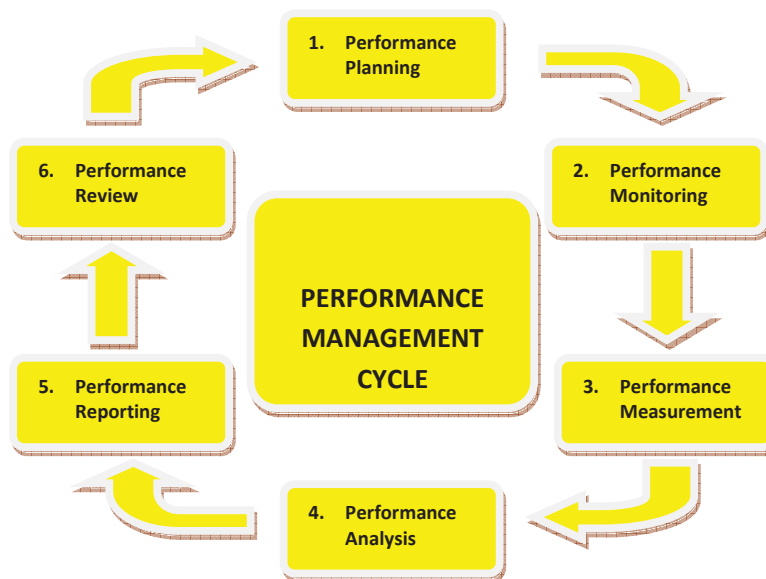 1. Performance
Planning
2. Performance
Monitoring
3. Performance
Measurement
4. Performance
Analysis
5. Performance
Reporting
6. Performance
Review
PERFORMANCE
MANAGEMENT
CYCLE